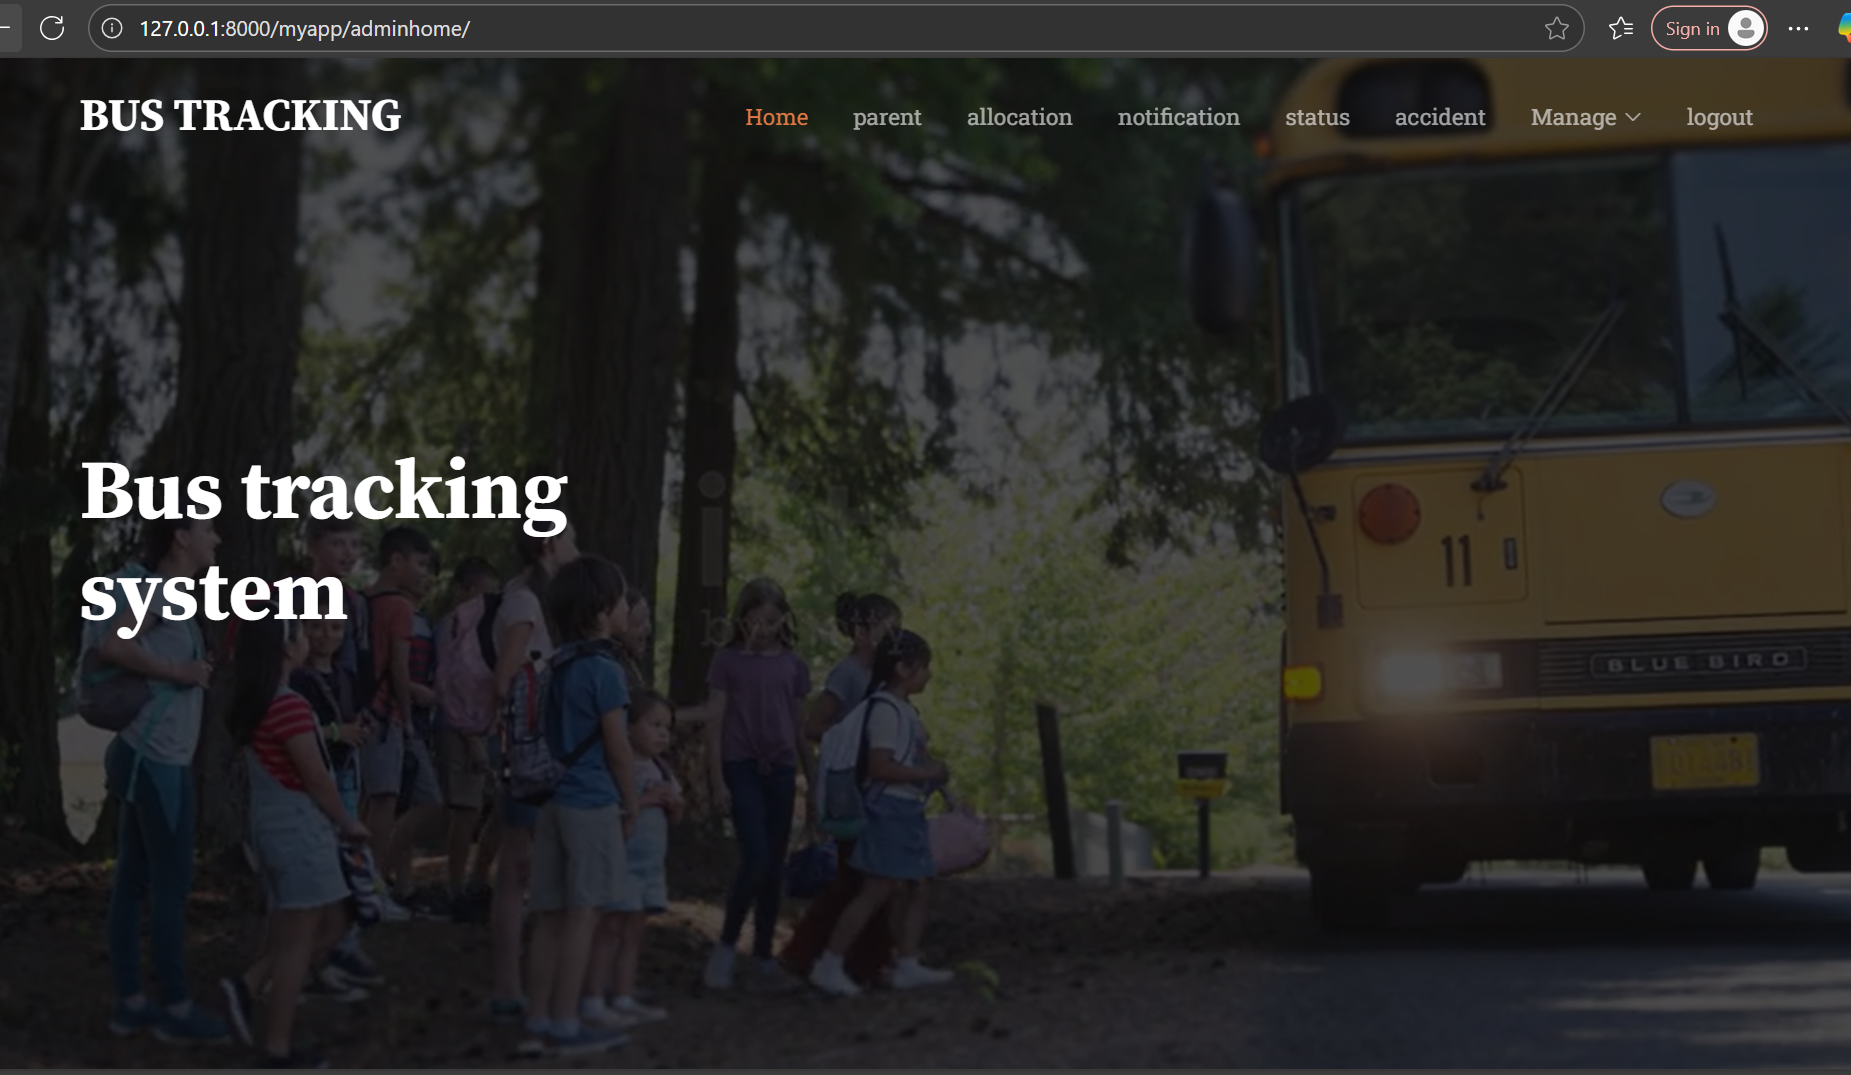 127.0.0.1:8000/myapp/adminhome/
Sign in
BUS TRACKING
Home parent allocation notification status accident Manage logout
Bus tracking
system
11
BLUE BIRD